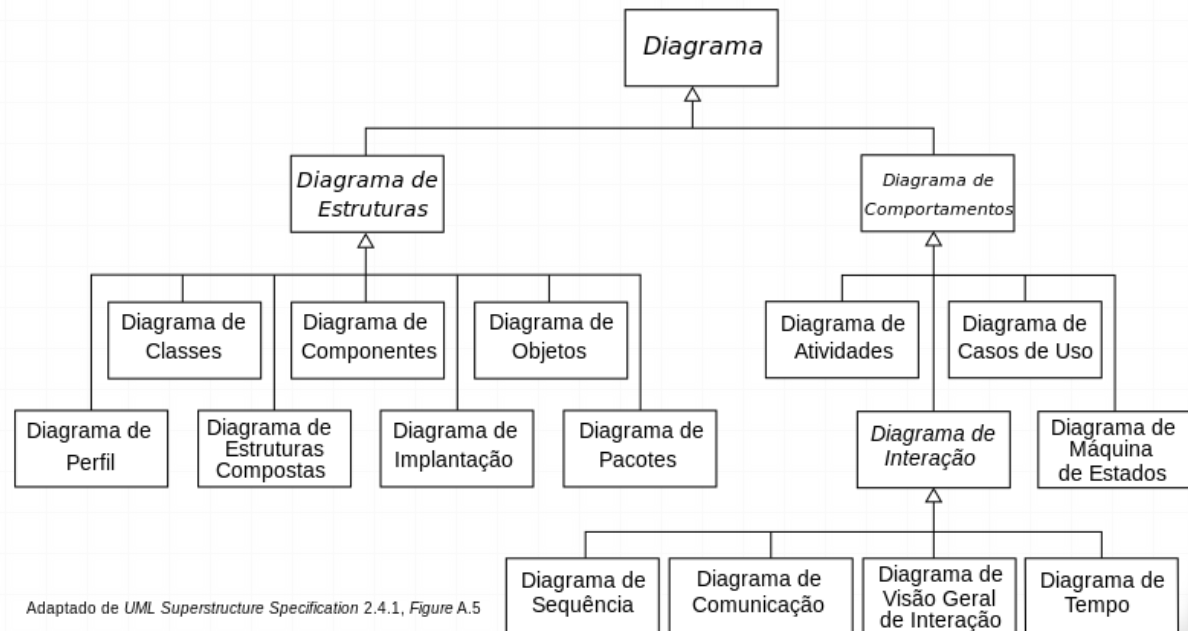 Diagrama
Diagrama de
Estruturas
Diagrama de
Comportamentos
Diagrama de
Classes
Diagrama de
Componentes
Diagrama de
Objetos
Diagrama de
Atividades
Diagrama de
Casos de Uso
Diagrama de
Perfil
Diagrama de
Estruturas
Compostas
Diagrama de
Implantação
Diagrama de
Pacotes
Diagrama de
Interação
Diagrama de
Máquina
de Estados
Diagrama de
Sequência
Diagrama de
Comunicação
Diagrama de
Visão Geral
de Interação
Diagrama de
Tempo
Adaptado de UML Superstructure Specification 2.4.1, Figure A.5